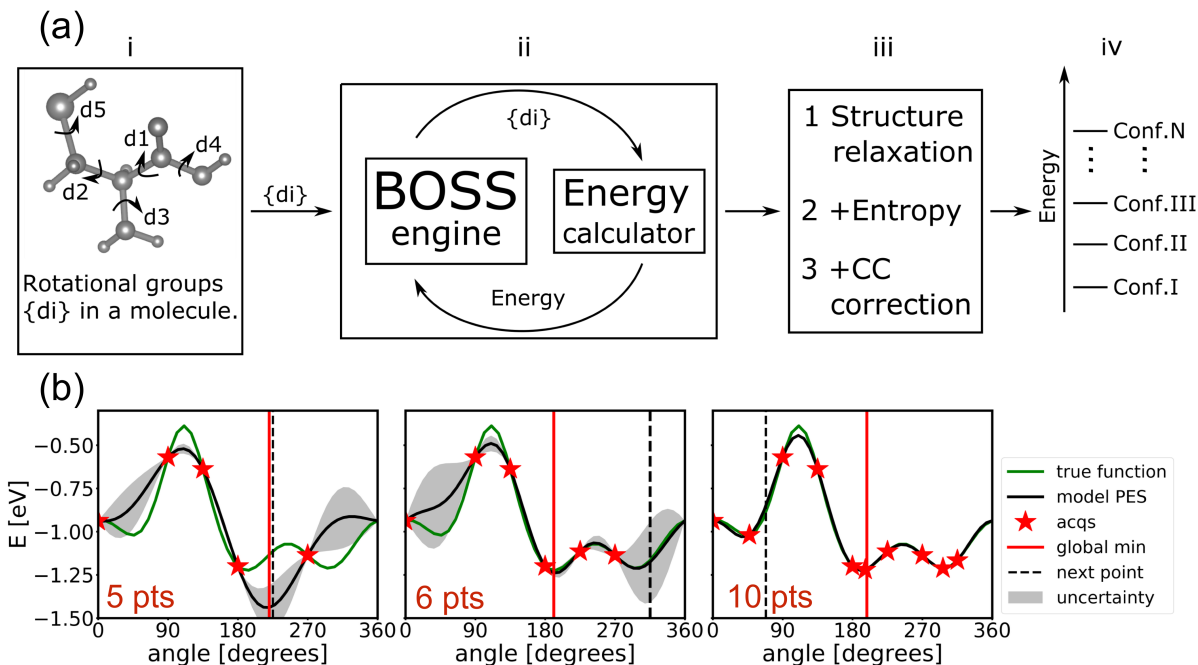 (a)
i
ii
iii
iv
d5
d1
d4
d2
d3
Rotational groups
{di} in a molecule.
{di}
{di}
BOSS
engine
Energy
calculator
Energy
1 Structure
relaxation
2 +Entropy
3 +CC
correction
Energy
Conf.N
Conf.III
Conf.II
Conf.I
(b)
E [eV]
−0.50
−0.75
−1.00
−1.25
−1.50
5 pts
0 90 180 270 360
angle [degrees]
6 pts
0 90 180 270 360
angle [degrees]
10 pts
0 90 180 270 360
angle [degrees]
true function
model PES
acqs
global min
next point
uncertainty